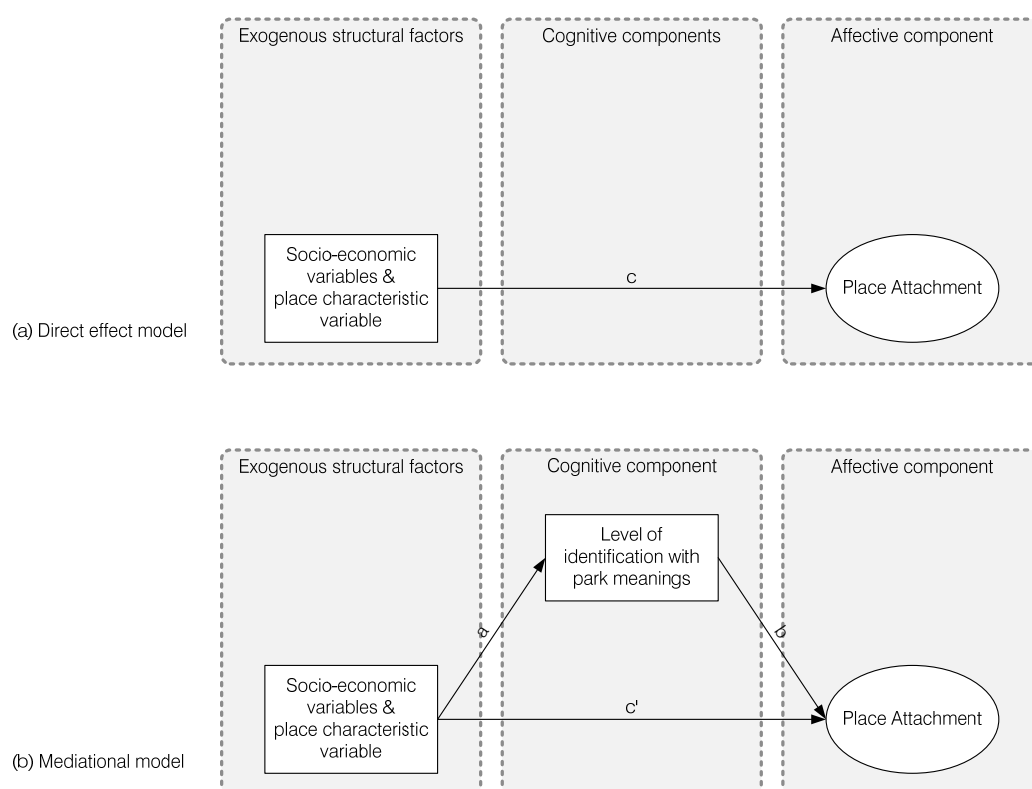 Exogenous structural factors
Cognitive components
Affective component
Socio-economic
variables &
place characteristic
variable
c
Place Attachment
(a) Direct effect model
Exogenous structural factors
Cognitive component
Affective component
Level of
identification with
park meanings
a
b
Socio-economic
variables &
place characteristic
variable
c'
Place Attachment
(b) Mediational model